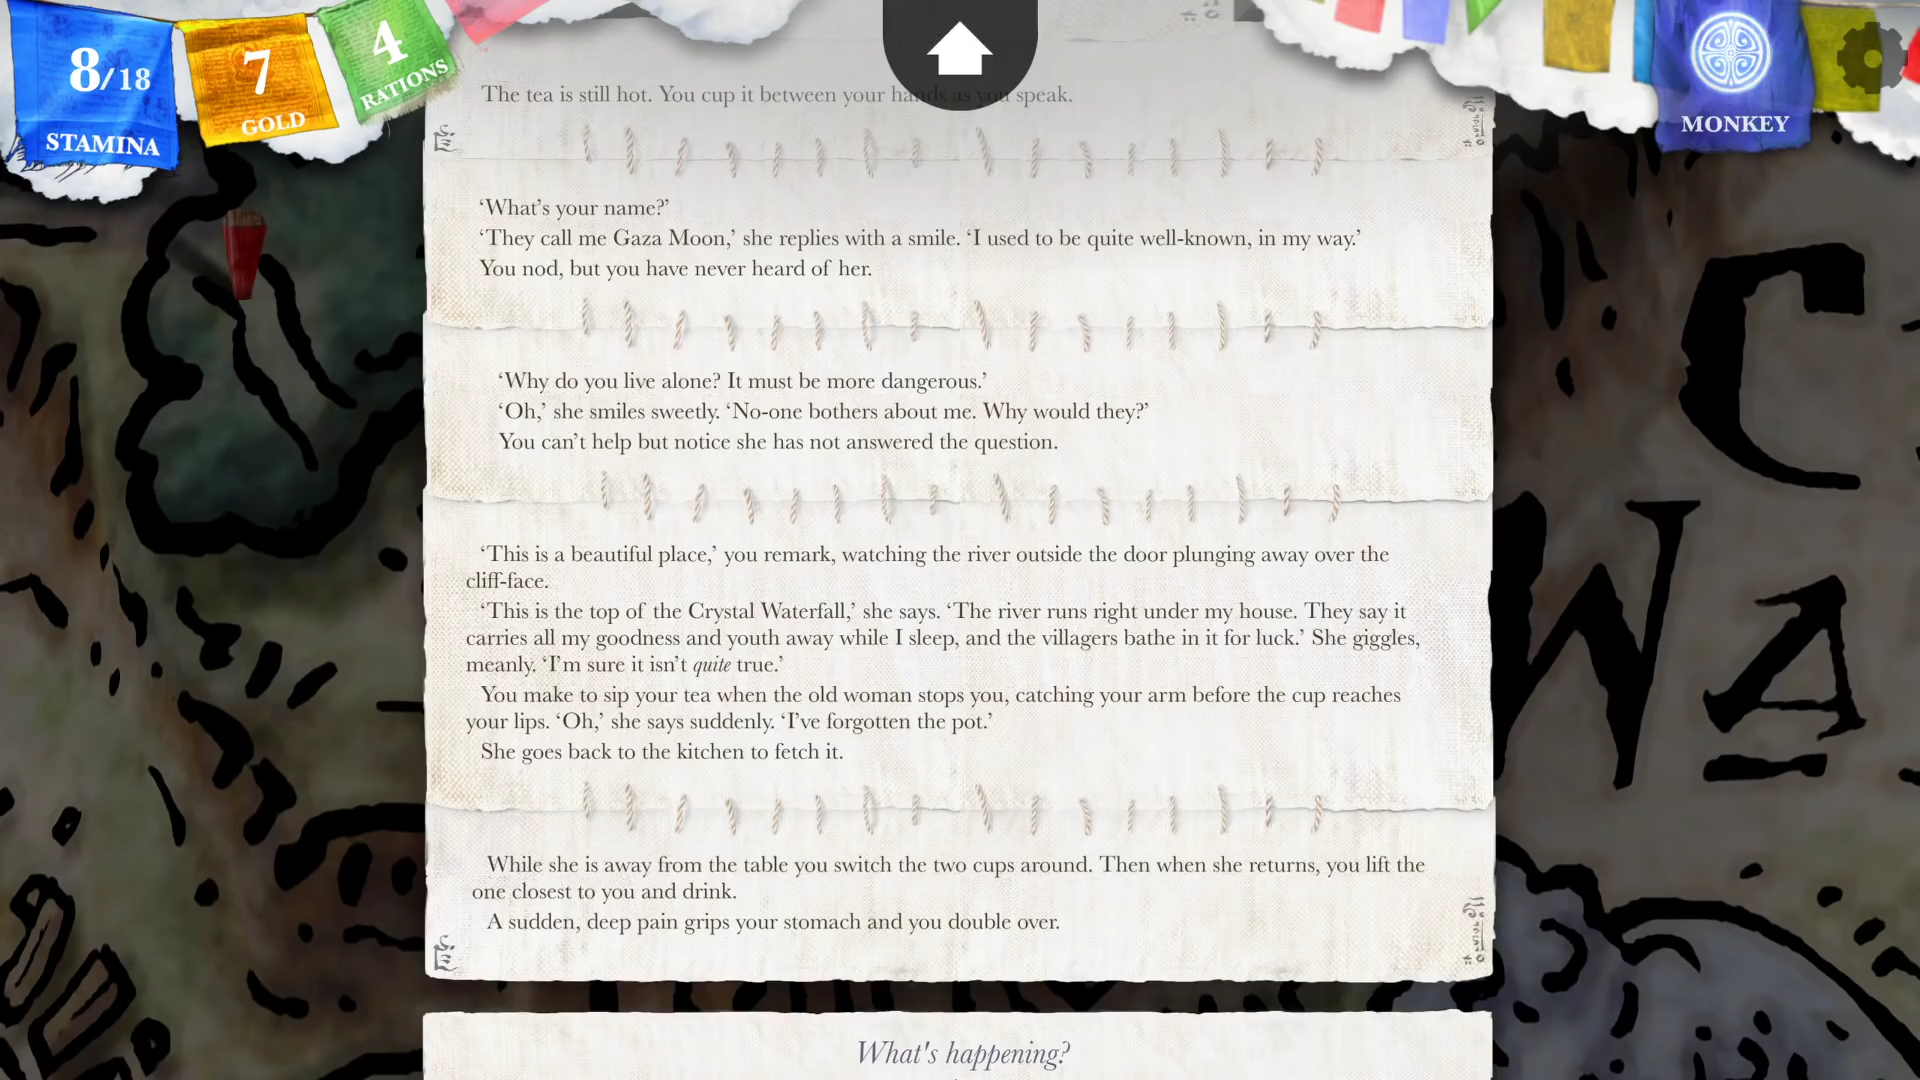 8/18
STAMINA
7
GOLD
4
RATIONS
MONKEY
The tea is still hot. You cup it between your hands as you speak.
‘What’s your name?’
‘They call me Gaza Moon,’ she replies with a smile. ‘I used to be quite well-known, in my way.’
You nod, but you have never heard of her.
‘Why do you live alone? It must be more dangerous.’
‘Oh,’ she smiles sweetly. ‘No-one bothers about me. Why would they?’
You can’t help but notice she has not answered the question.
‘This is a beautiful place,’ you remark, watching the river outside the door plunging away over the
cliff-face.
‘This is the top of the Crystal Waterfall,’ she says. ‘The river runs right under my house. They say it
carries all my goodness and youth away while I sleep, and the villagers bathe in it for luck.’ She giggles,
meanly. ‘I’m sure it isn’t quite true.’
You make to sip your tea when the old woman stops you, catching your arm before the cup reaches
your lips. ‘Oh,’ she says suddenly. ‘I’ve forgotten the pot.’
She goes back to the kitchen to fetch it.
While she is away from the table you switch the two cups around. Then when she returns, you lift the
one closest to you and drink.
A sudden, deep pain grips your stomach and you double over.
What's happening?
C
Wa